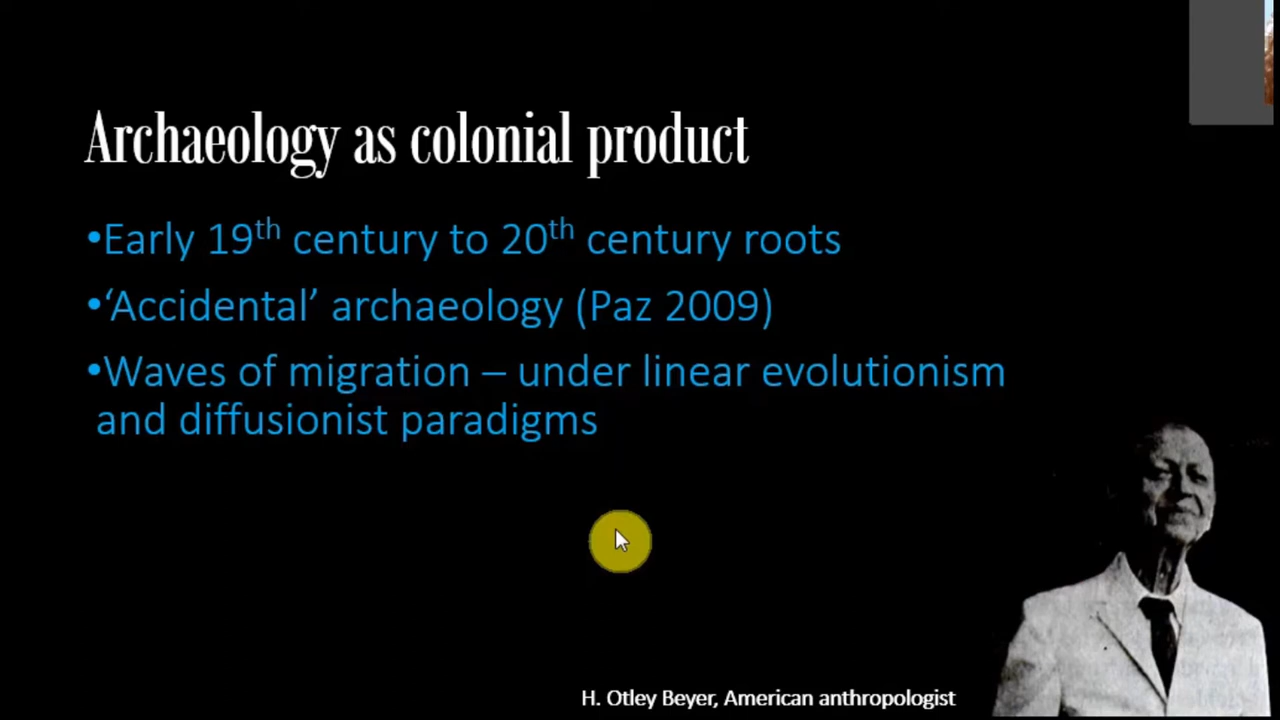 Archaeology as colonial product
•Early 19th century to 20th century roots
•‘Accidental’ archaeology (Paz 2009)
•Waves of migration – under linear evolutionism
and diffusionist paradigms
H. Otley Beyer, American anthropologist